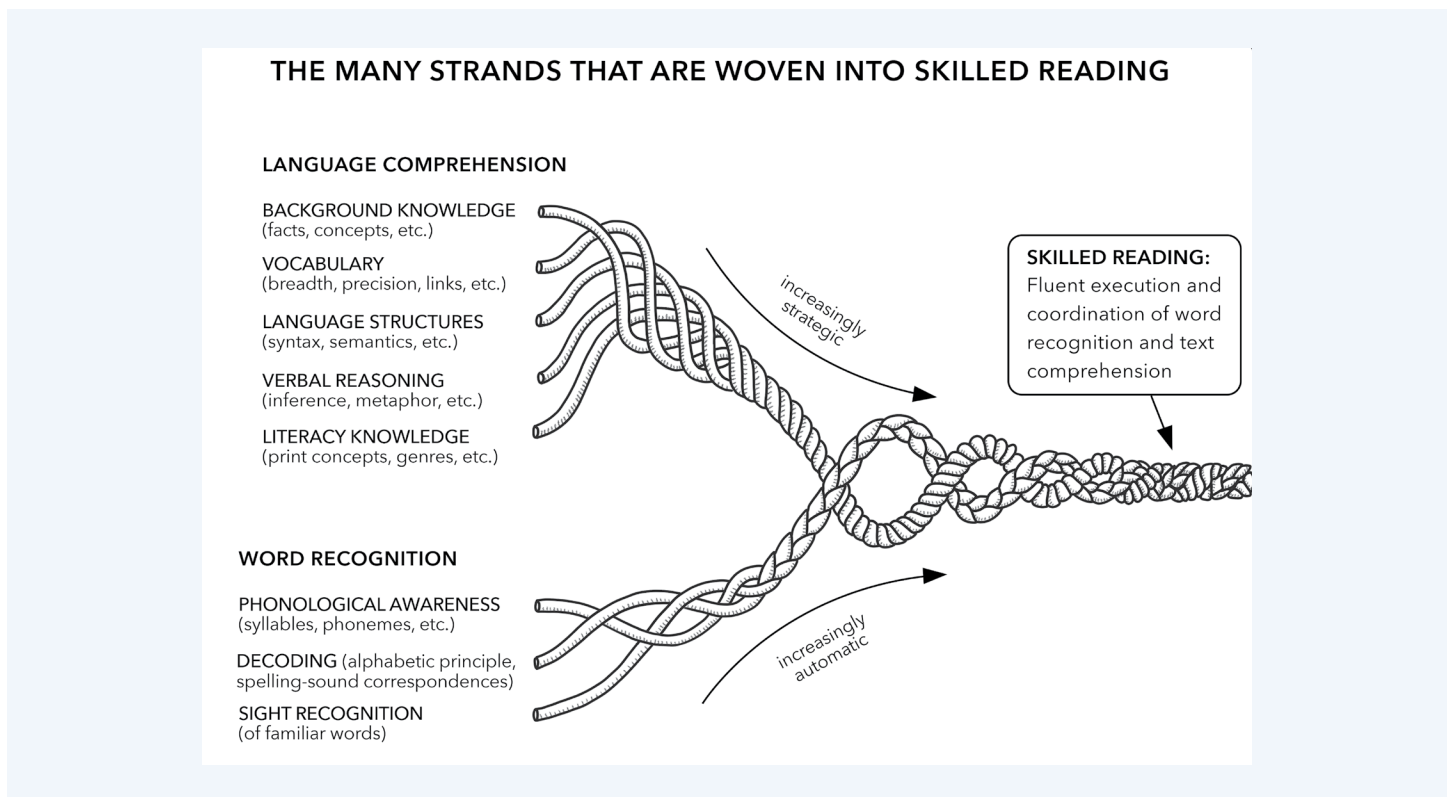 THE MANY STRANDS THAT ARE WOVEN INTO SKILLED READING
LANGUAGE COMPREHENSION
BACKGROUND KNOWLEDGE
(facts, concepts, etc.)
VOCABULARY
(breadth, precision, links, etc.)
LANGUAGE STRUCTURES
(syntax, semantics, etc.)
VERBAL REASONING
(inference, metaphor, etc.)
LITERACY KNOWLEDGE
(print concepts, genres, etc.)
increasingly
strategic
SKILLED READING:
Fluent execution and
coordination of word
recognition and text
comprehension
WORD RECOGNITION
PHONOLOGICAL AWARENESS
(syllables, phonemes, etc.)
DECODING (alphabetic principle,
spelling-sound correspondences)
SIGHT RECOGNITION
(of familiar words)
increasingly
automatic